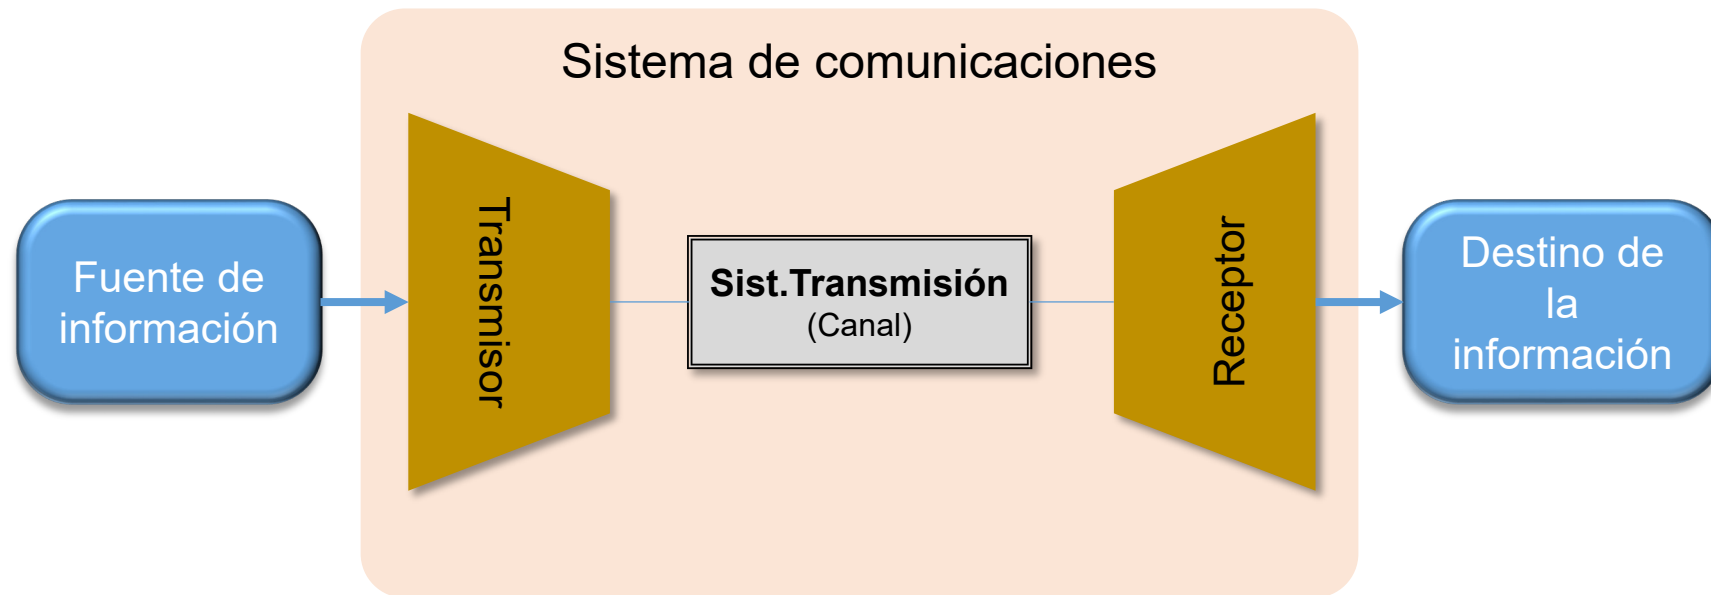 Sistema de comunicaciones
Fuente de
información
Transmisor
Sist.Transmisión
(Canal)
Receptor
Destino de
la
información